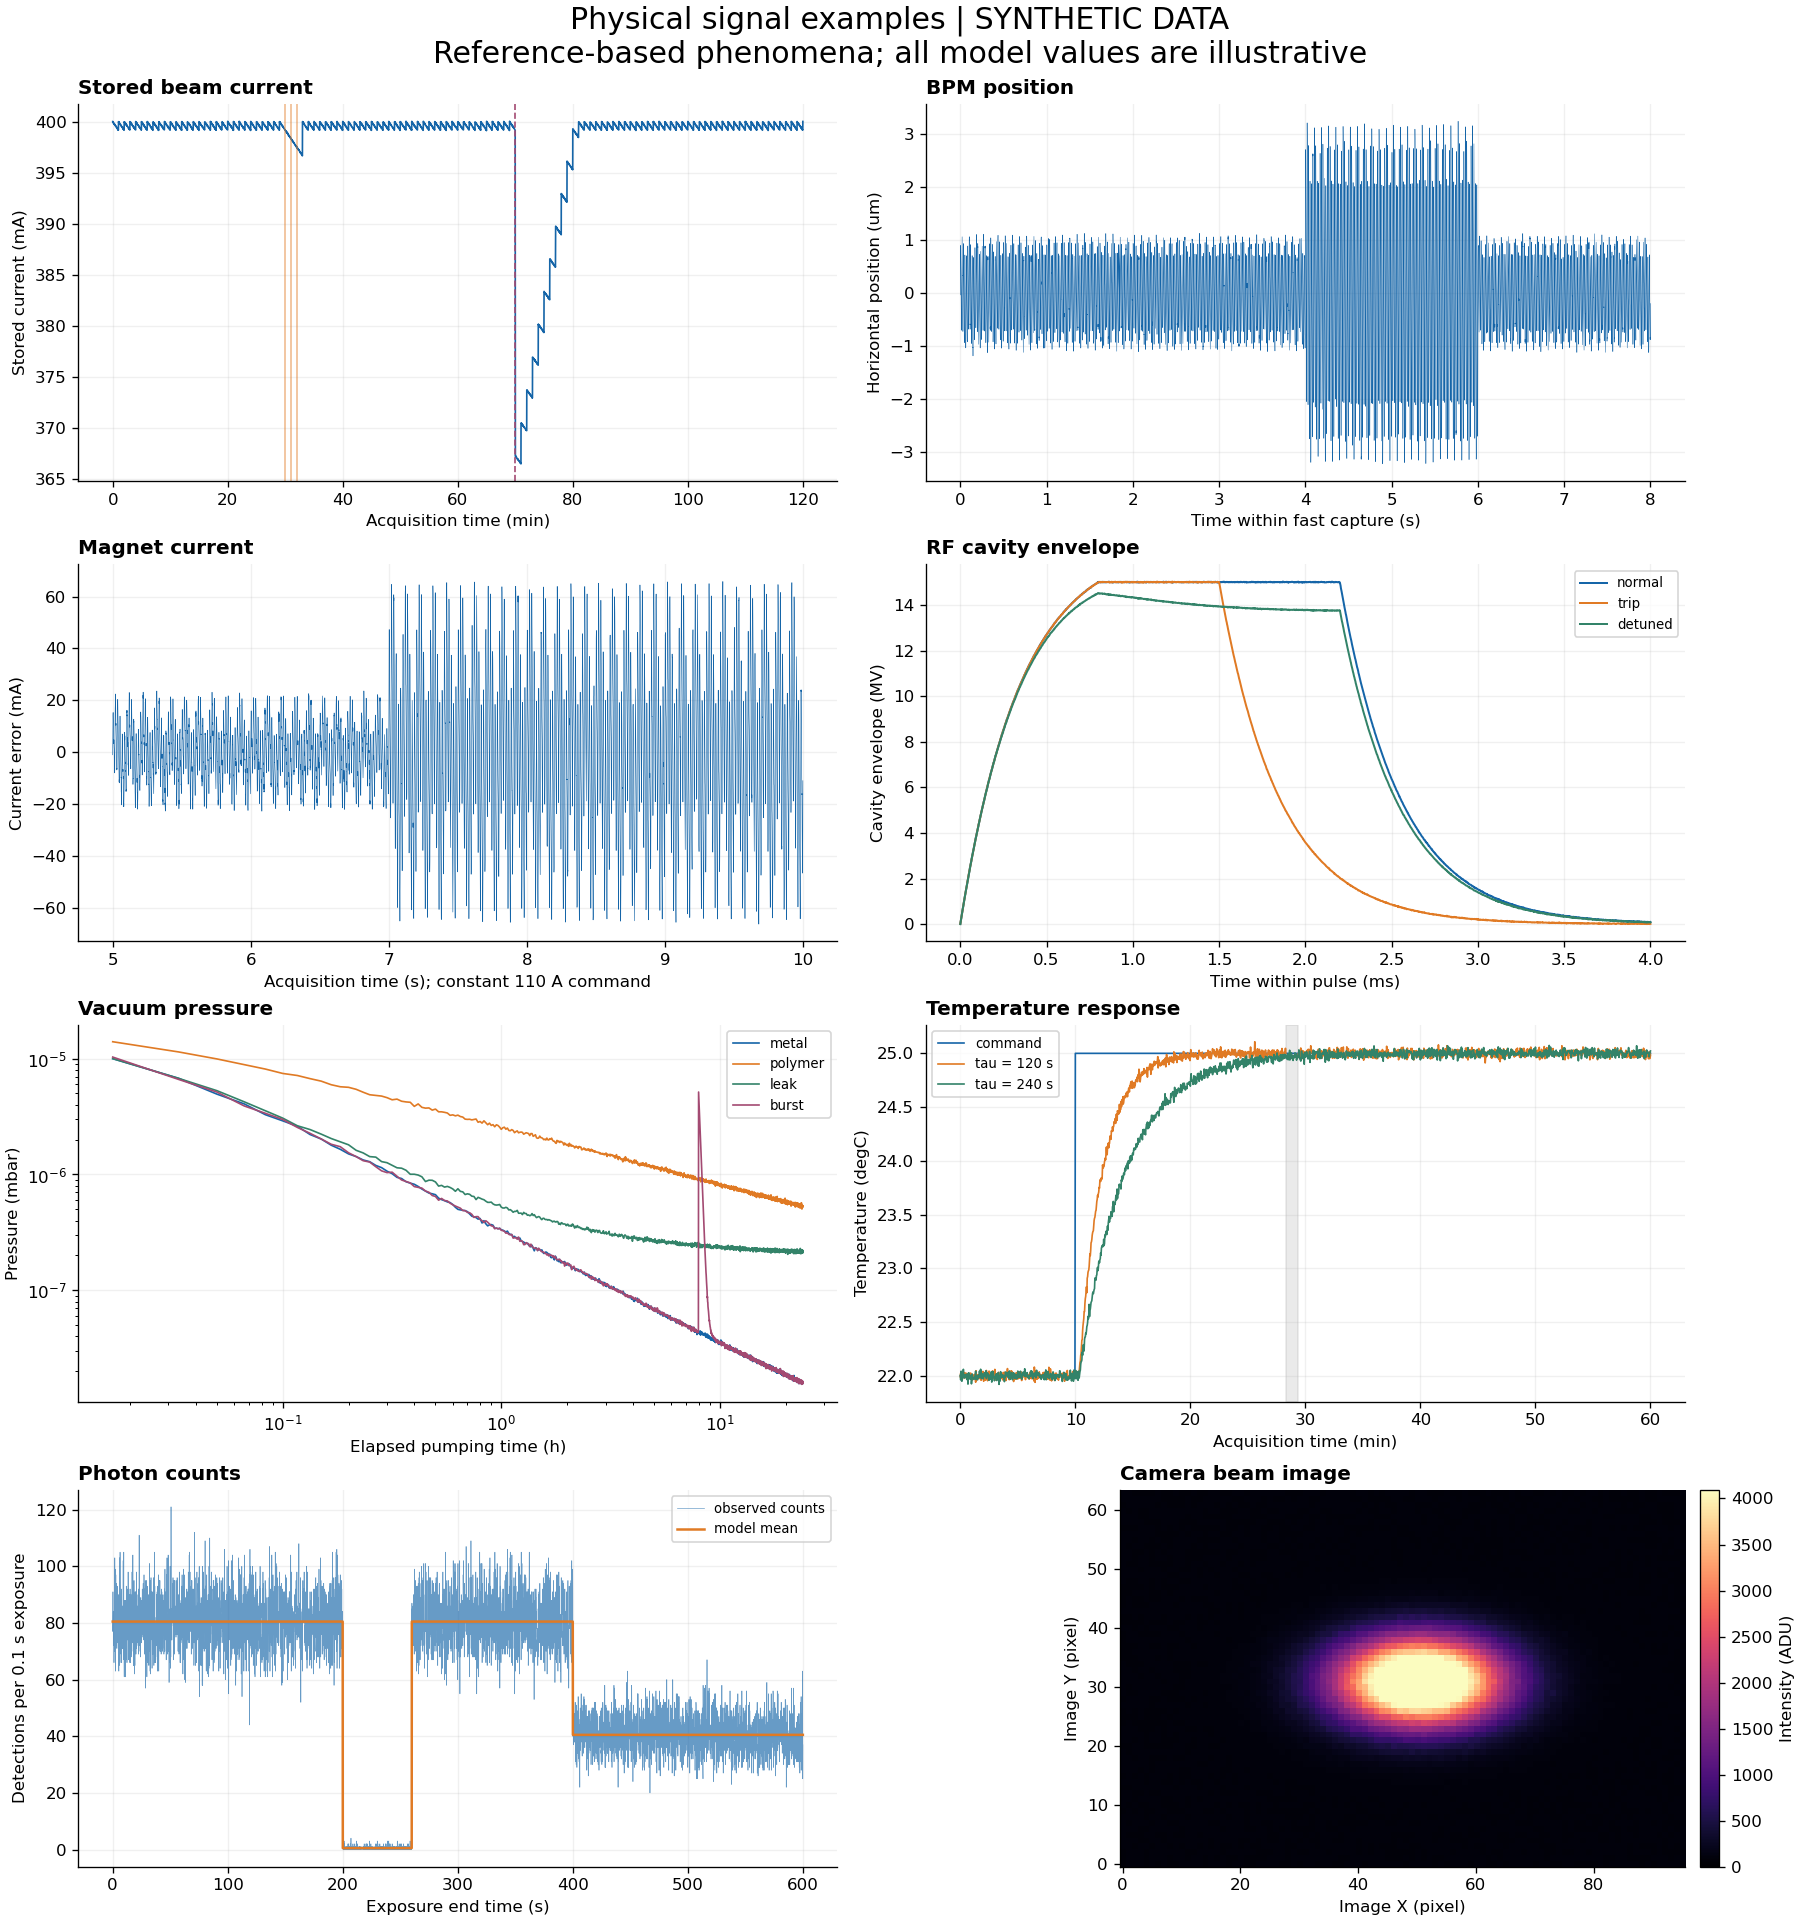 Physical signal examples | SYNTHETIC DATA
Reference-based phenomena; all model values are illustrative
Stored beam current
Stored current (mA)
400
395
390
385
380
375
370
365
0 20 40 60 80 100 120
Acquisition time (min)
BPM position
Horizontal position (um)
3
2
1
0
−1
−2
−3
0 1 2 3 4 5 6 7 8
Time within fast capture (s)
Magnet current
Current error (mA)
60
40
20
0
−20
−40
−60
5 6 7 8 9 10
Acquisition time (s); constant 110 A command
RF cavity envelope
Cavity envelope (MV)
14
12
10
8
6
4
2
0
normal
trip
detuned
0.0 0.5 1.0 1.5 2.0 2.5 3.0 3.5 4.0
Time within pulse (ms)
Vacuum pressure
Pressure (mbar)
10⁻⁵
10⁻⁶
10⁻⁷
metal
polymer
leak
burst
10⁻¹ 10⁰ 10¹
Elapsed pumping time (h)
Temperature response
Temperature (degC)
25.0
24.5
24.0
23.5
23.0
22.5
22.0
command
tau = 120 s
tau = 240 s
0 10 20 30 40 50 60
Acquisition time (min)
Photon counts
Detections per 0.1 s exposure
120
100
80
60
40
20
0
observed counts
model mean
0 100 200 300 400 500 600
Exposure end time (s)
Camera beam image
Image Y (pixel)
60
50
40
30
20
10
0
0 20 40 60 80
Image X (pixel)
4000
3500
3000
2500
2000
1500
1000
500
0
Intensity (ADU)